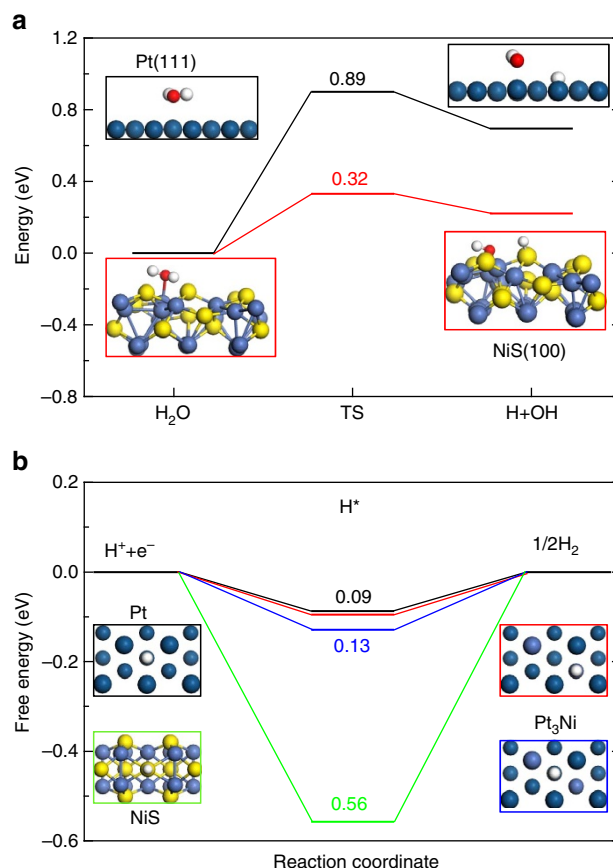 a
1.2
0.8
0.4
0.0
−0.4
−0.8
Energy (eV)
Pt(111)
0.89
0.32
NiS(100)
H₂O
TS
H+OH
b
0.2
0.0
−0.2
−0.4
−0.6
Free energy (eV)
H*
H⁺+e⁻
1/2H₂
0.09
Pt
0.13
Pt₃Ni
0.56
NiS
Reaction coordinate